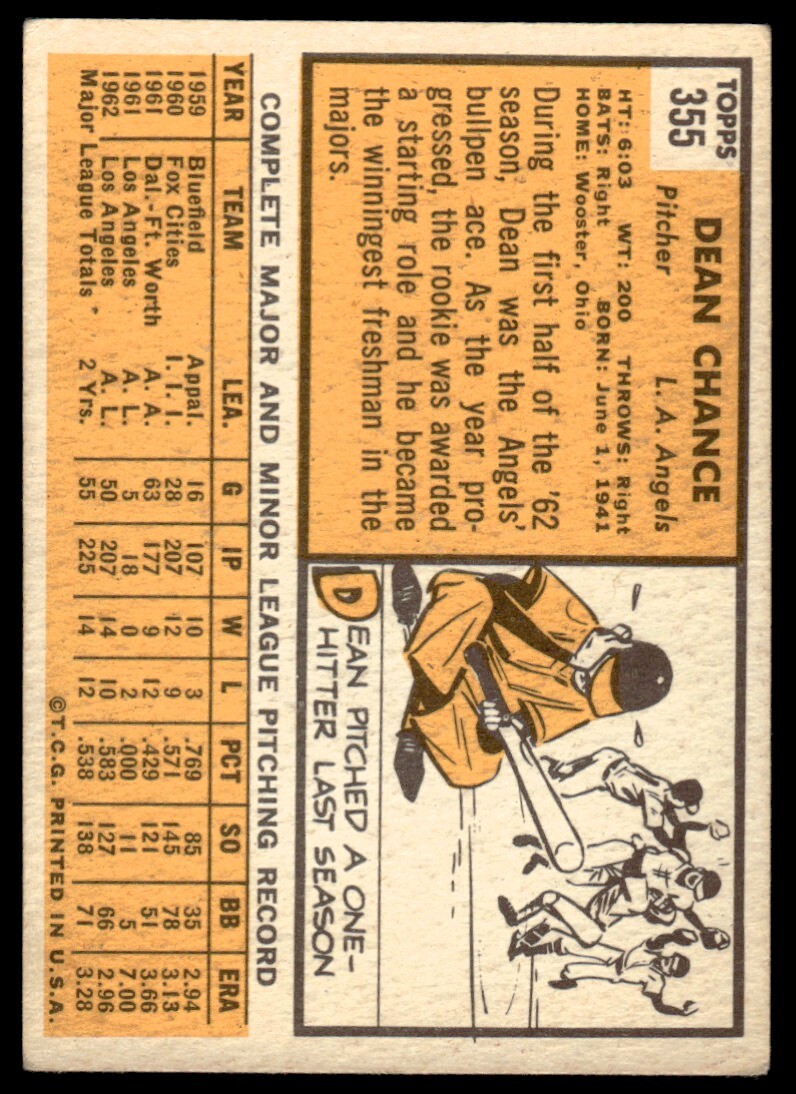 TOPPS
355
DEAN CHANCE
Pitcher L. A. Angels
HT: 6:03 WT: 200 THROWS: Right
BATS: Right BORN: June 1, 1941
HOME: Wooster, Ohio
During the first half of the '62
season, Dean was the Angels'
bullpen ace. As the year pro-
gressed, the rookie was awarded
a starting role and he became
the winningest freshman in the
majors.
DEAN PITCHED A ONE-
HITTER LAST SEASON
COMPLETE MAJOR AND MINOR LEAGUE PITCHING RECORD
YEAR TEAM LEA. G IP W L PCT SO BB ERA
1959 Bluefield Appal. 16 107 10 3 .769 85 35 2.94
1960 Fox Cities I. I. I. 28 207 12 9 .571 145 78 3.13
1961 Dal.-Ft. Worth A. A. 63 177 9 12 .429 121 51 3.66
1961 Los Angeles A. L. 5 18 0 2 .000 11 5 7.00
1962 Los Angeles A. L. 50 207 14 10 .583 127 66 2.96
Major League Totals 2 Yrs. 55 225 14 12 .538 138 71 3.28
©T.C.G. PRINTED IN U.S.A.